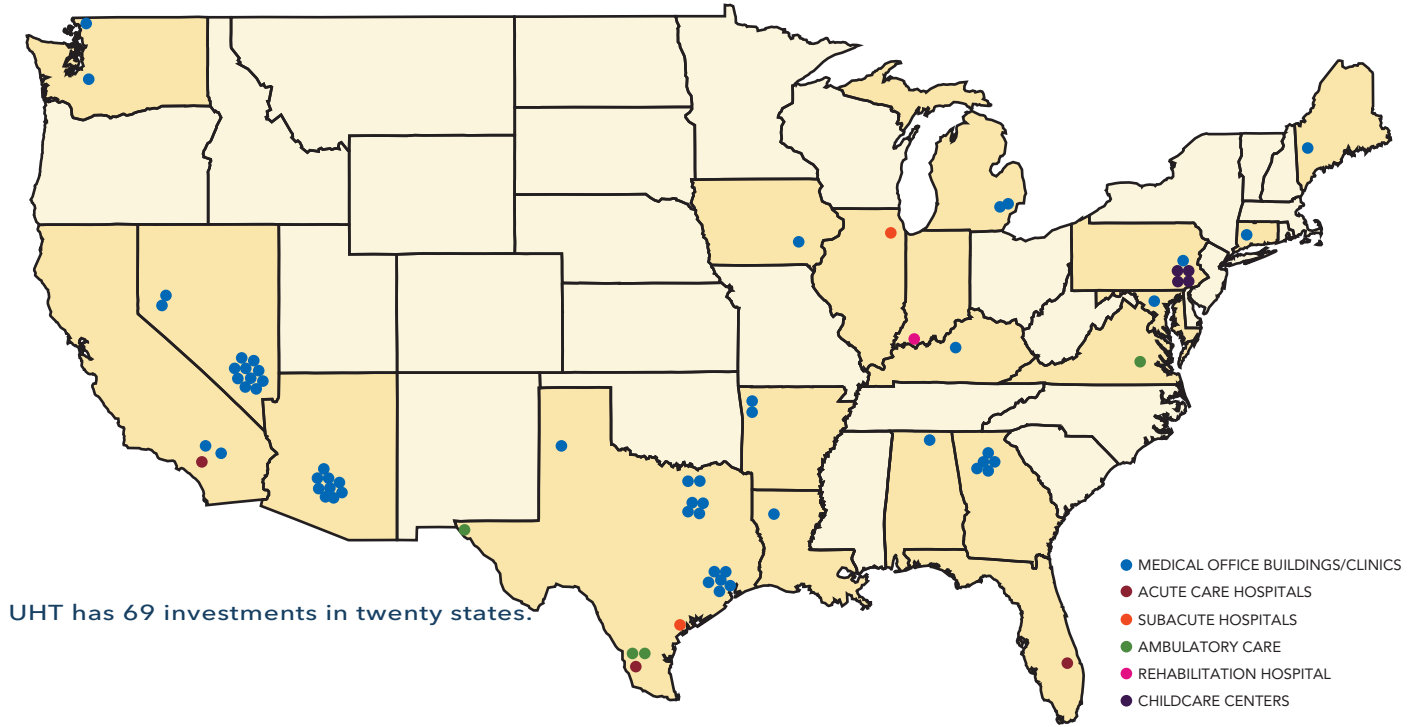 UHT has 69 investments in twenty states.
MEDICAL OFFICE BUILDINGS/CLINICS
ACUTE CARE HOSPITALS
SUBACUTE HOSPITALS
AMBULATORY CARE
REHABILITATION HOSPITAL
CHILDCARE CENTERS